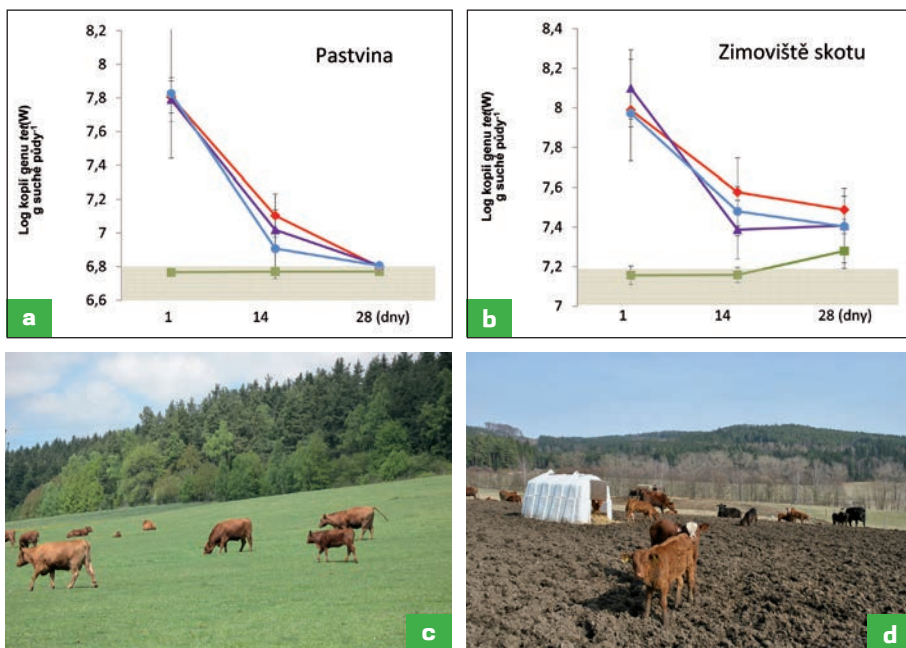 Pastvina
Log kopií genu tet(W)
g suché půdy⁻¹
8,2
8
7,8
7,6
7,4
7,2
7
6,8
6,6
1
14
28 (dny)
a
Zimoviště skotu
Log kopií genu tet(W)
g suché půdy⁻¹
8,4
8,2
8
7,8
7,6
7,4
7,2
7
1
14
28 (dny)
b
c
d